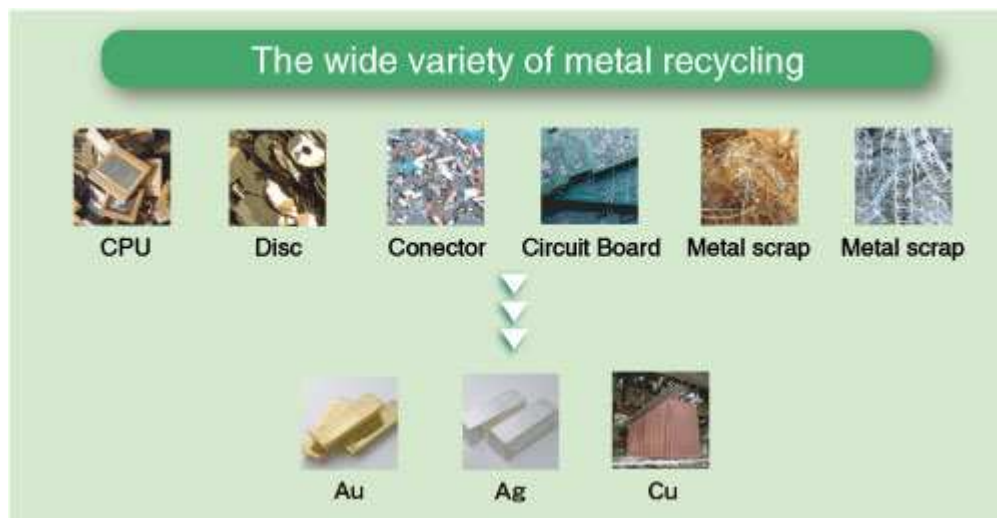 The wide variety of metal recycling
CPU Disc Conector Circuit Board Metal scrap Metal scrap
Au Ag Cu